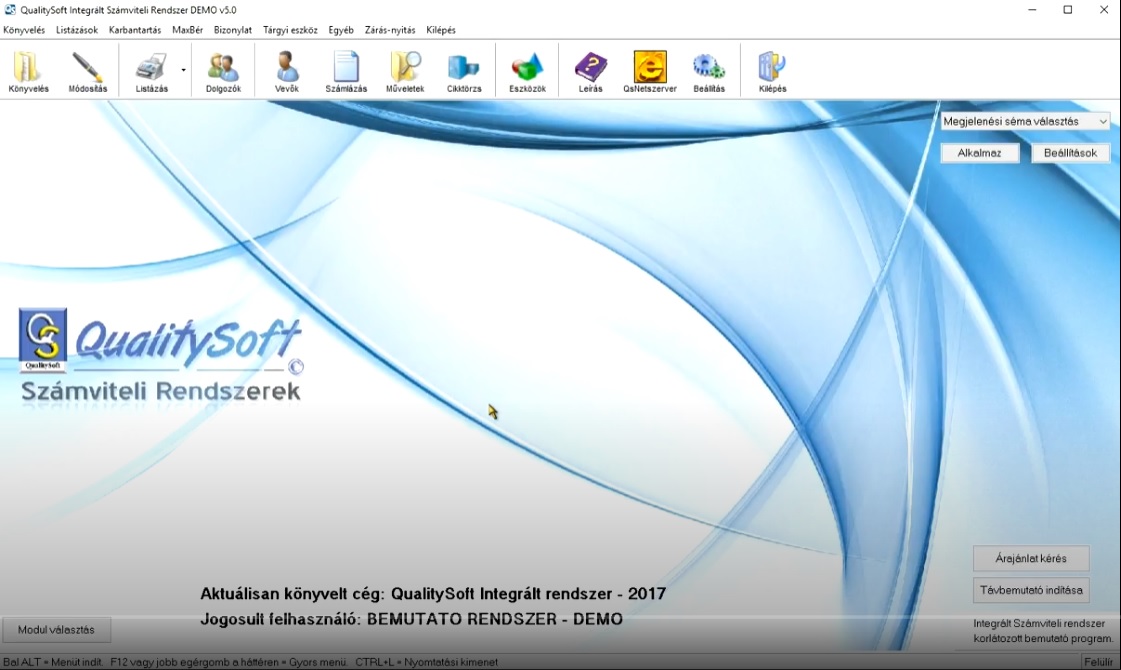 QualitySoft Integrált Számviteli Rendszer DEMO v5.0
Könyvelés Listázások Karbantartás MaxBér Bizonylat Tárgyi eszköz Egyéb Zárás-nyitás Kilépés
Könyvelés Módosítás Listázás Dolgozók Vevők Számlázás Műveletek Cikktörzs Eszközök Leírás QsNetszerver Beállítás Kilépés
Megjelenési séma választás
Alkalmaz Beállítások
QS
QualitySoft
QualitySoft
©
Számviteli Rendszerek
Árajánlat kérés
Távbemutató indítása
Aktuálisan könyvelt cég: QualitySoft Integrált rendszer - 2017
Jogosult felhasználó: BEMUTATO RENDSZER - DEMO
Integrált Számviteli rendszer
korlátozott bemutató program.
Modul választás
Bal ALT = Menüt indít. F12 vagy jobb egérgomb a háttéren = Gyors menü. CTRL+L = Nyomtatási kimenet
Felülír